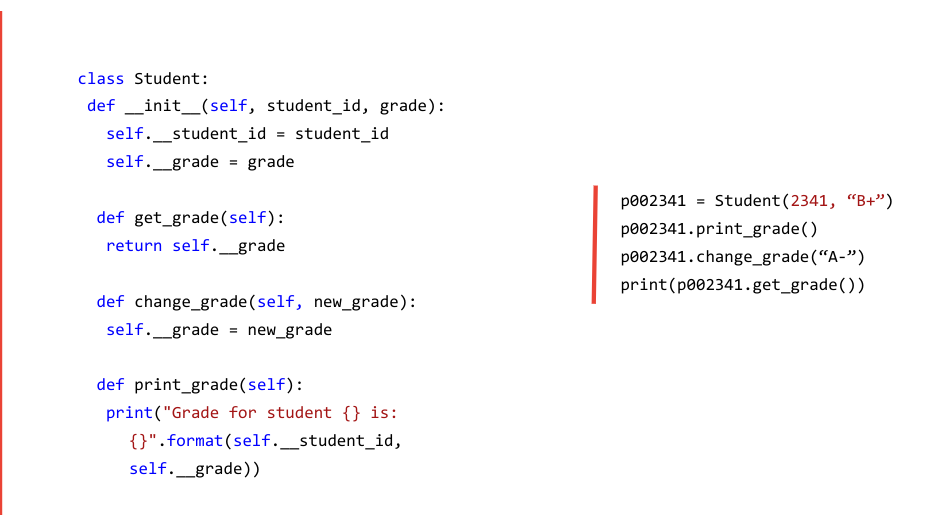 class Student:
def __init__(self, student_id, grade):
self.__student_id = student_id
self.__grade = grade
def get_grade(self):
return self.__grade
def change_grade(self, new_grade):
self.__grade = new_grade
def print_grade(self):
print("Grade for student {} is:
{}".format(self.__student_id,
self.__grade))
p002341 = Student(2341, “B+”)
p002341.print_grade()
p002341.change_grade(“A-”)
print(p002341.get_grade())